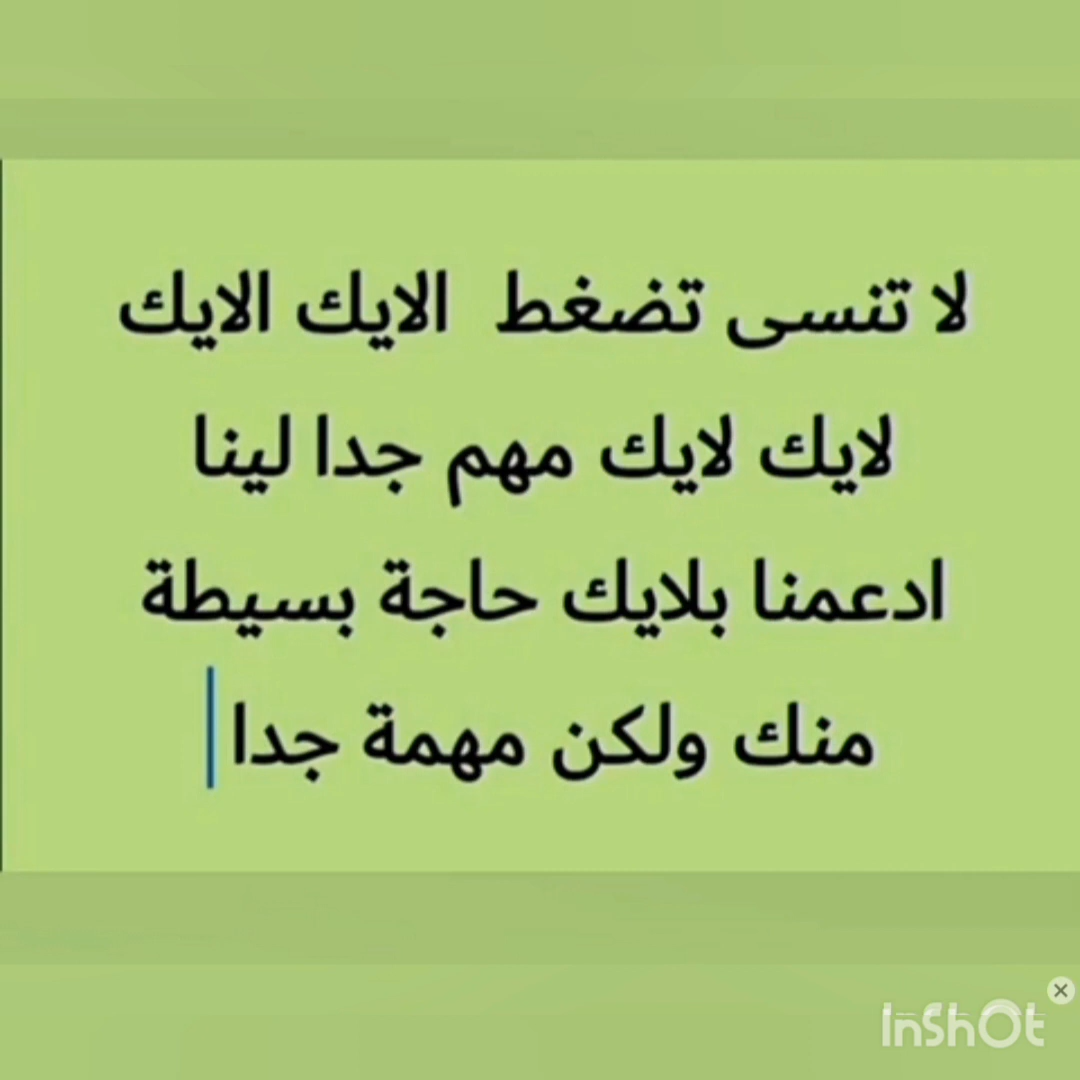 لا تنسى تضغط الايك الايك
لايك لايك مهم جدا لينا
ادعمنا بلايك حاجة بسيطة
منك ولكن مهمة جدا
InShOt